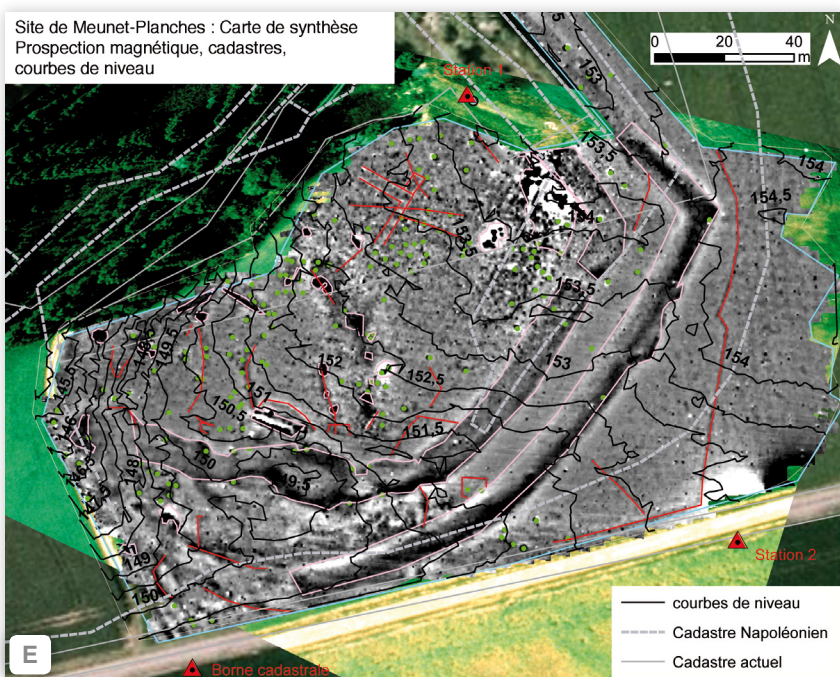 Site de Meunet-Planches : Carte de synthèse
Prospection magnétique, cadastres,
courbes de niveau
0 20 40
m
N
Station 1
153
153,5
154
154,5
153,5
153
154
152
152,5
151
150,5
151,5
149,5
150
148
149
150
Station 2
courbes de niveau
Cadastre Napoléonien
Cadastre actuel
E
Borne cadastrale